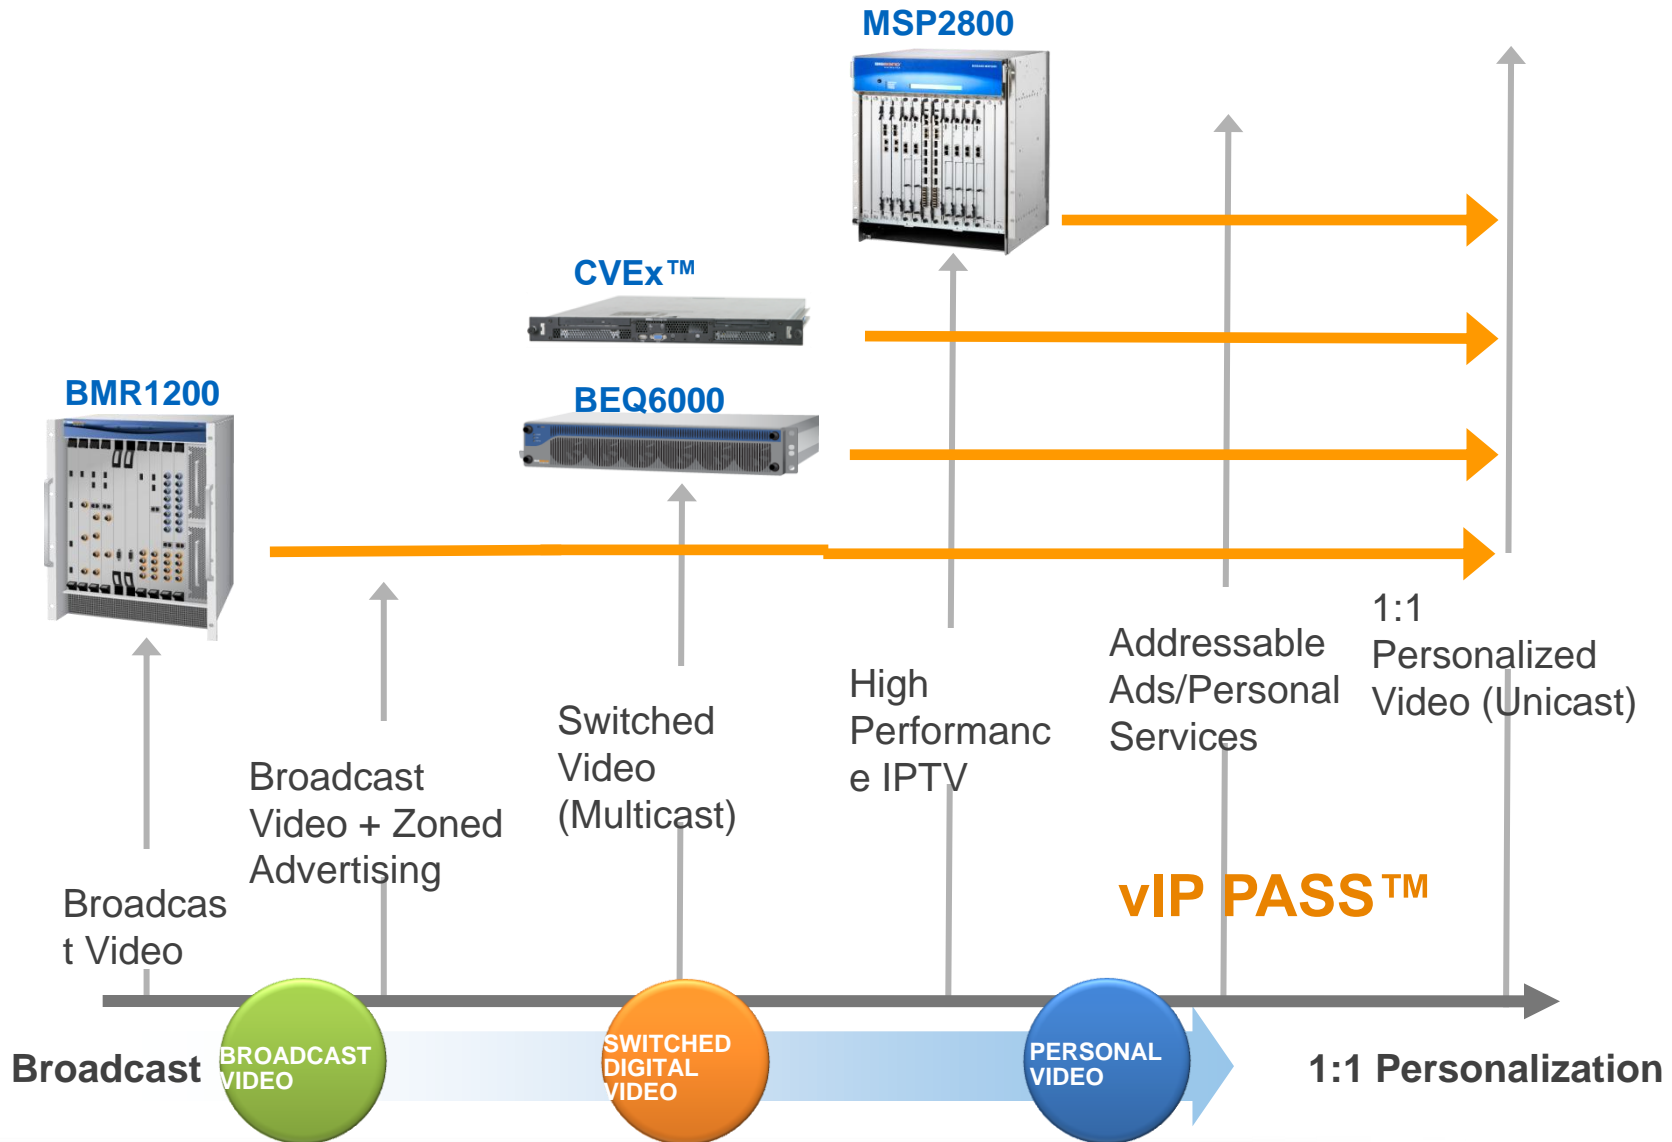 MSP2800
CVEx™
BMR1200
BEQ6000
1:1
Personalized
Video (Unicast)
Addressable
Ads/Personal
Services
High
Performanc
e IPTV
Switched
Video
(Multicast)
Broadcast
Video + Zoned
Advertising
Broadcas
t Video
vIP PASS™
Broadcast
BROADCAST
VIDEO
SWITCHED
DIGITAL
VIDEO
PERSONAL
VIDEO
1:1 Personalization